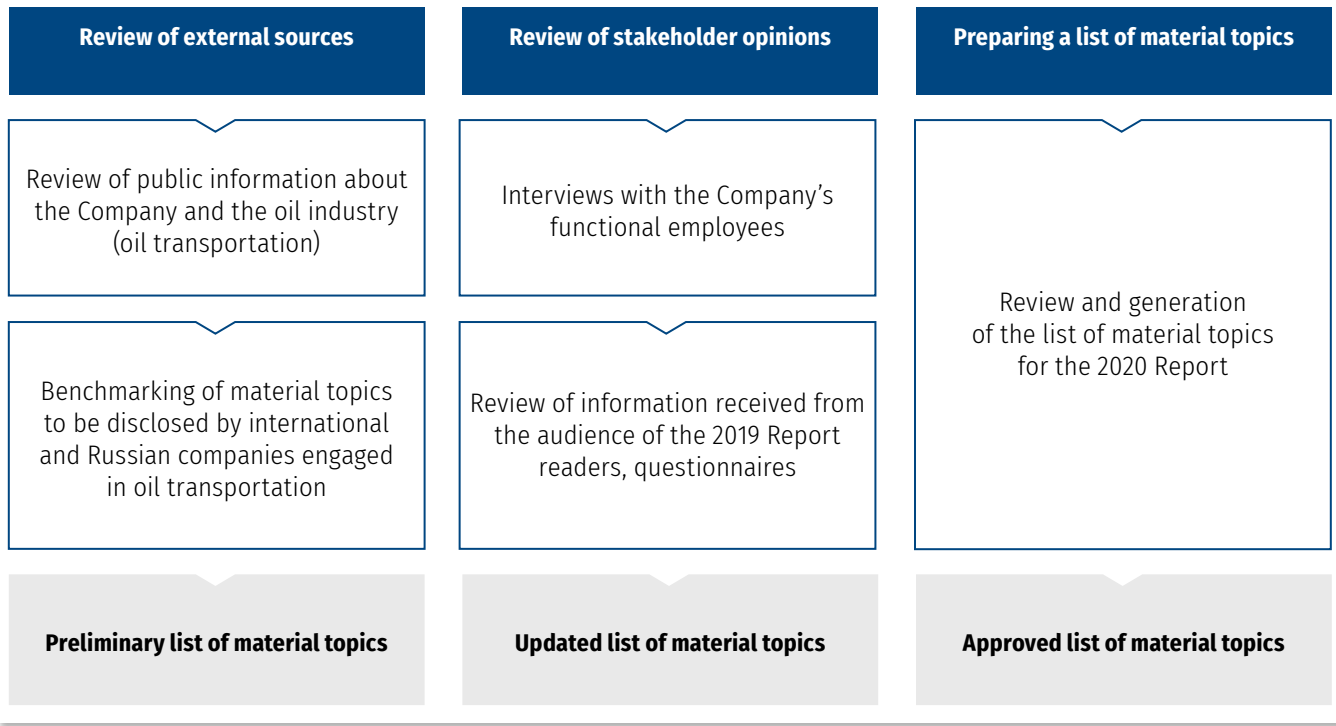 Review of external sources
Review of public information about
the Company and the oil industry
(oil transportation)
Benchmarking of material topics
to be disclosed by international
and Russian companies engaged
in oil transportation
Preliminary list of material topics
Review of stakeholder opinions
Interviews with the Company’s
functional employees
Review of information received from
the audience of the 2019 Report
readers, questionnaires
Updated list of material topics
Preparing a list of material topics
Review and generation
of the list of material topics
for the 2020 Report
Approved list of material topics